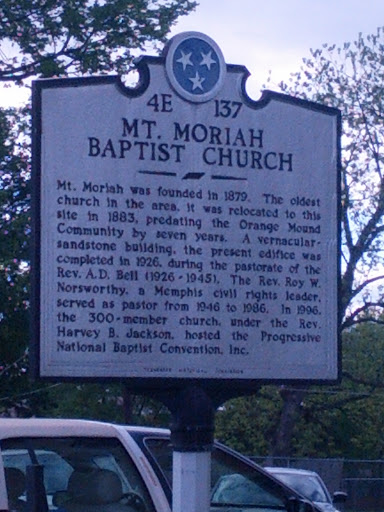 4E 137
MT. MORIAH
BAPTIST CHURCH
Mt. Moriah was founded in 1879. The oldest
church in the area, it was relocated to this
site in 1883, predating the Orange Mound
Community by seven years. A vernacular-
sandstone building, the present edifice was
completed in 1926, during the pastorate of the
Rev. A.D. Bell (1926-1945). The Rev. Roy W.
Norsworthy, a Memphis civil rights leader,
served as pastor from 1946 to 1986. In 1996,
the 300-member church, under the Rev.
Harvey B. Jackson, hosted the Progressive
National Baptist Convention, Inc.
TENNESSEE HISTORICAL COMMISSION